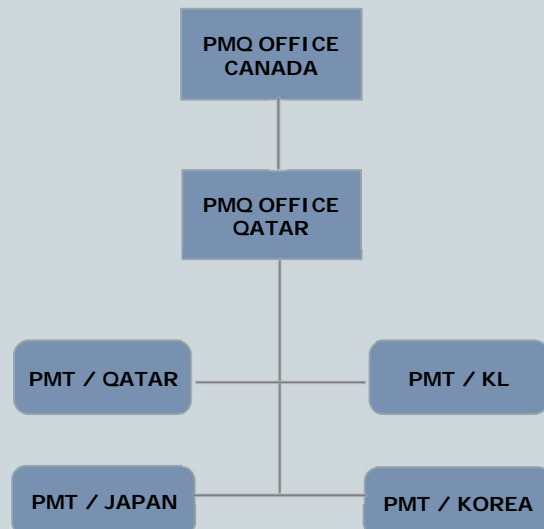 PMQ OFFICE
CANADA
PMQ OFFICE
QATAR
PMT / QATAR
PMT / KL
PMT / JAPAN
PMT / KOREA